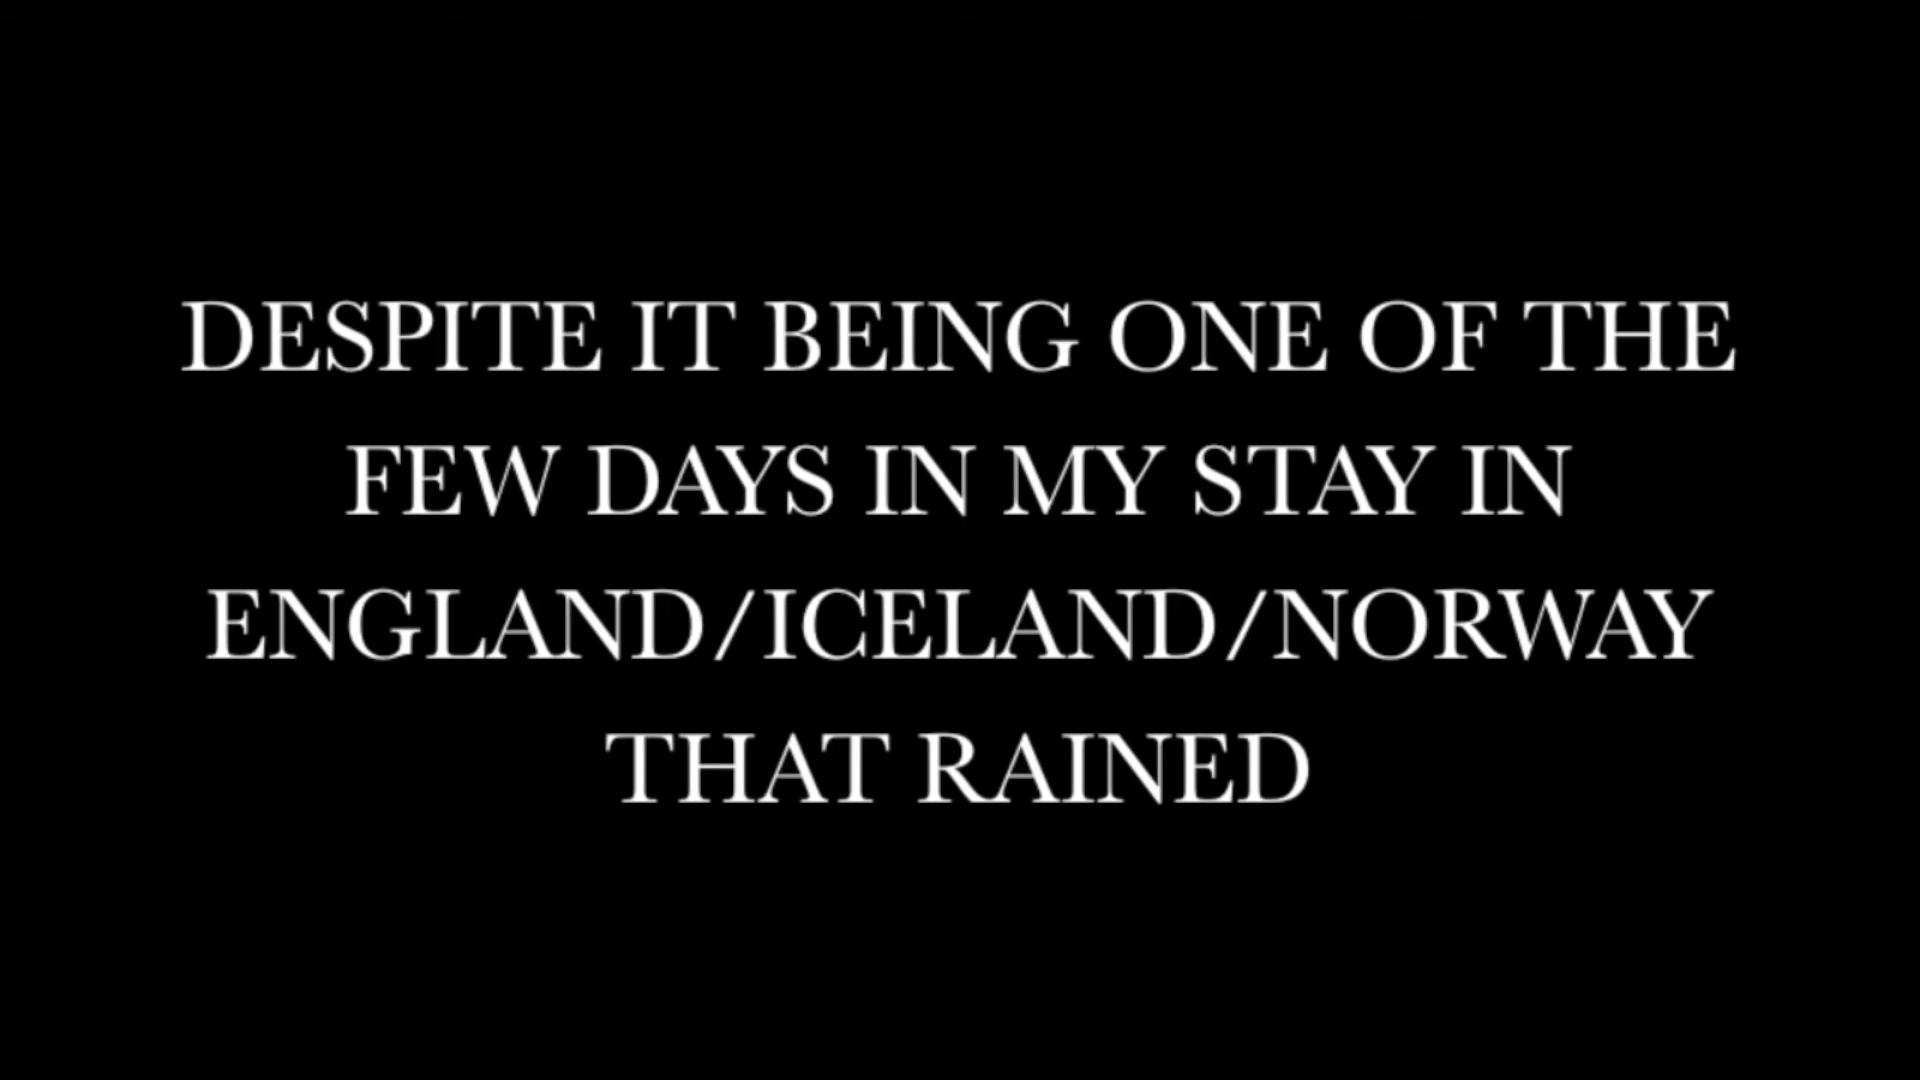 DESPITE IT BEING ONE OF THE
FEW DAYS IN MY STAY IN
ENGLAND/ICELAND/NORWAY
THAT RAINED